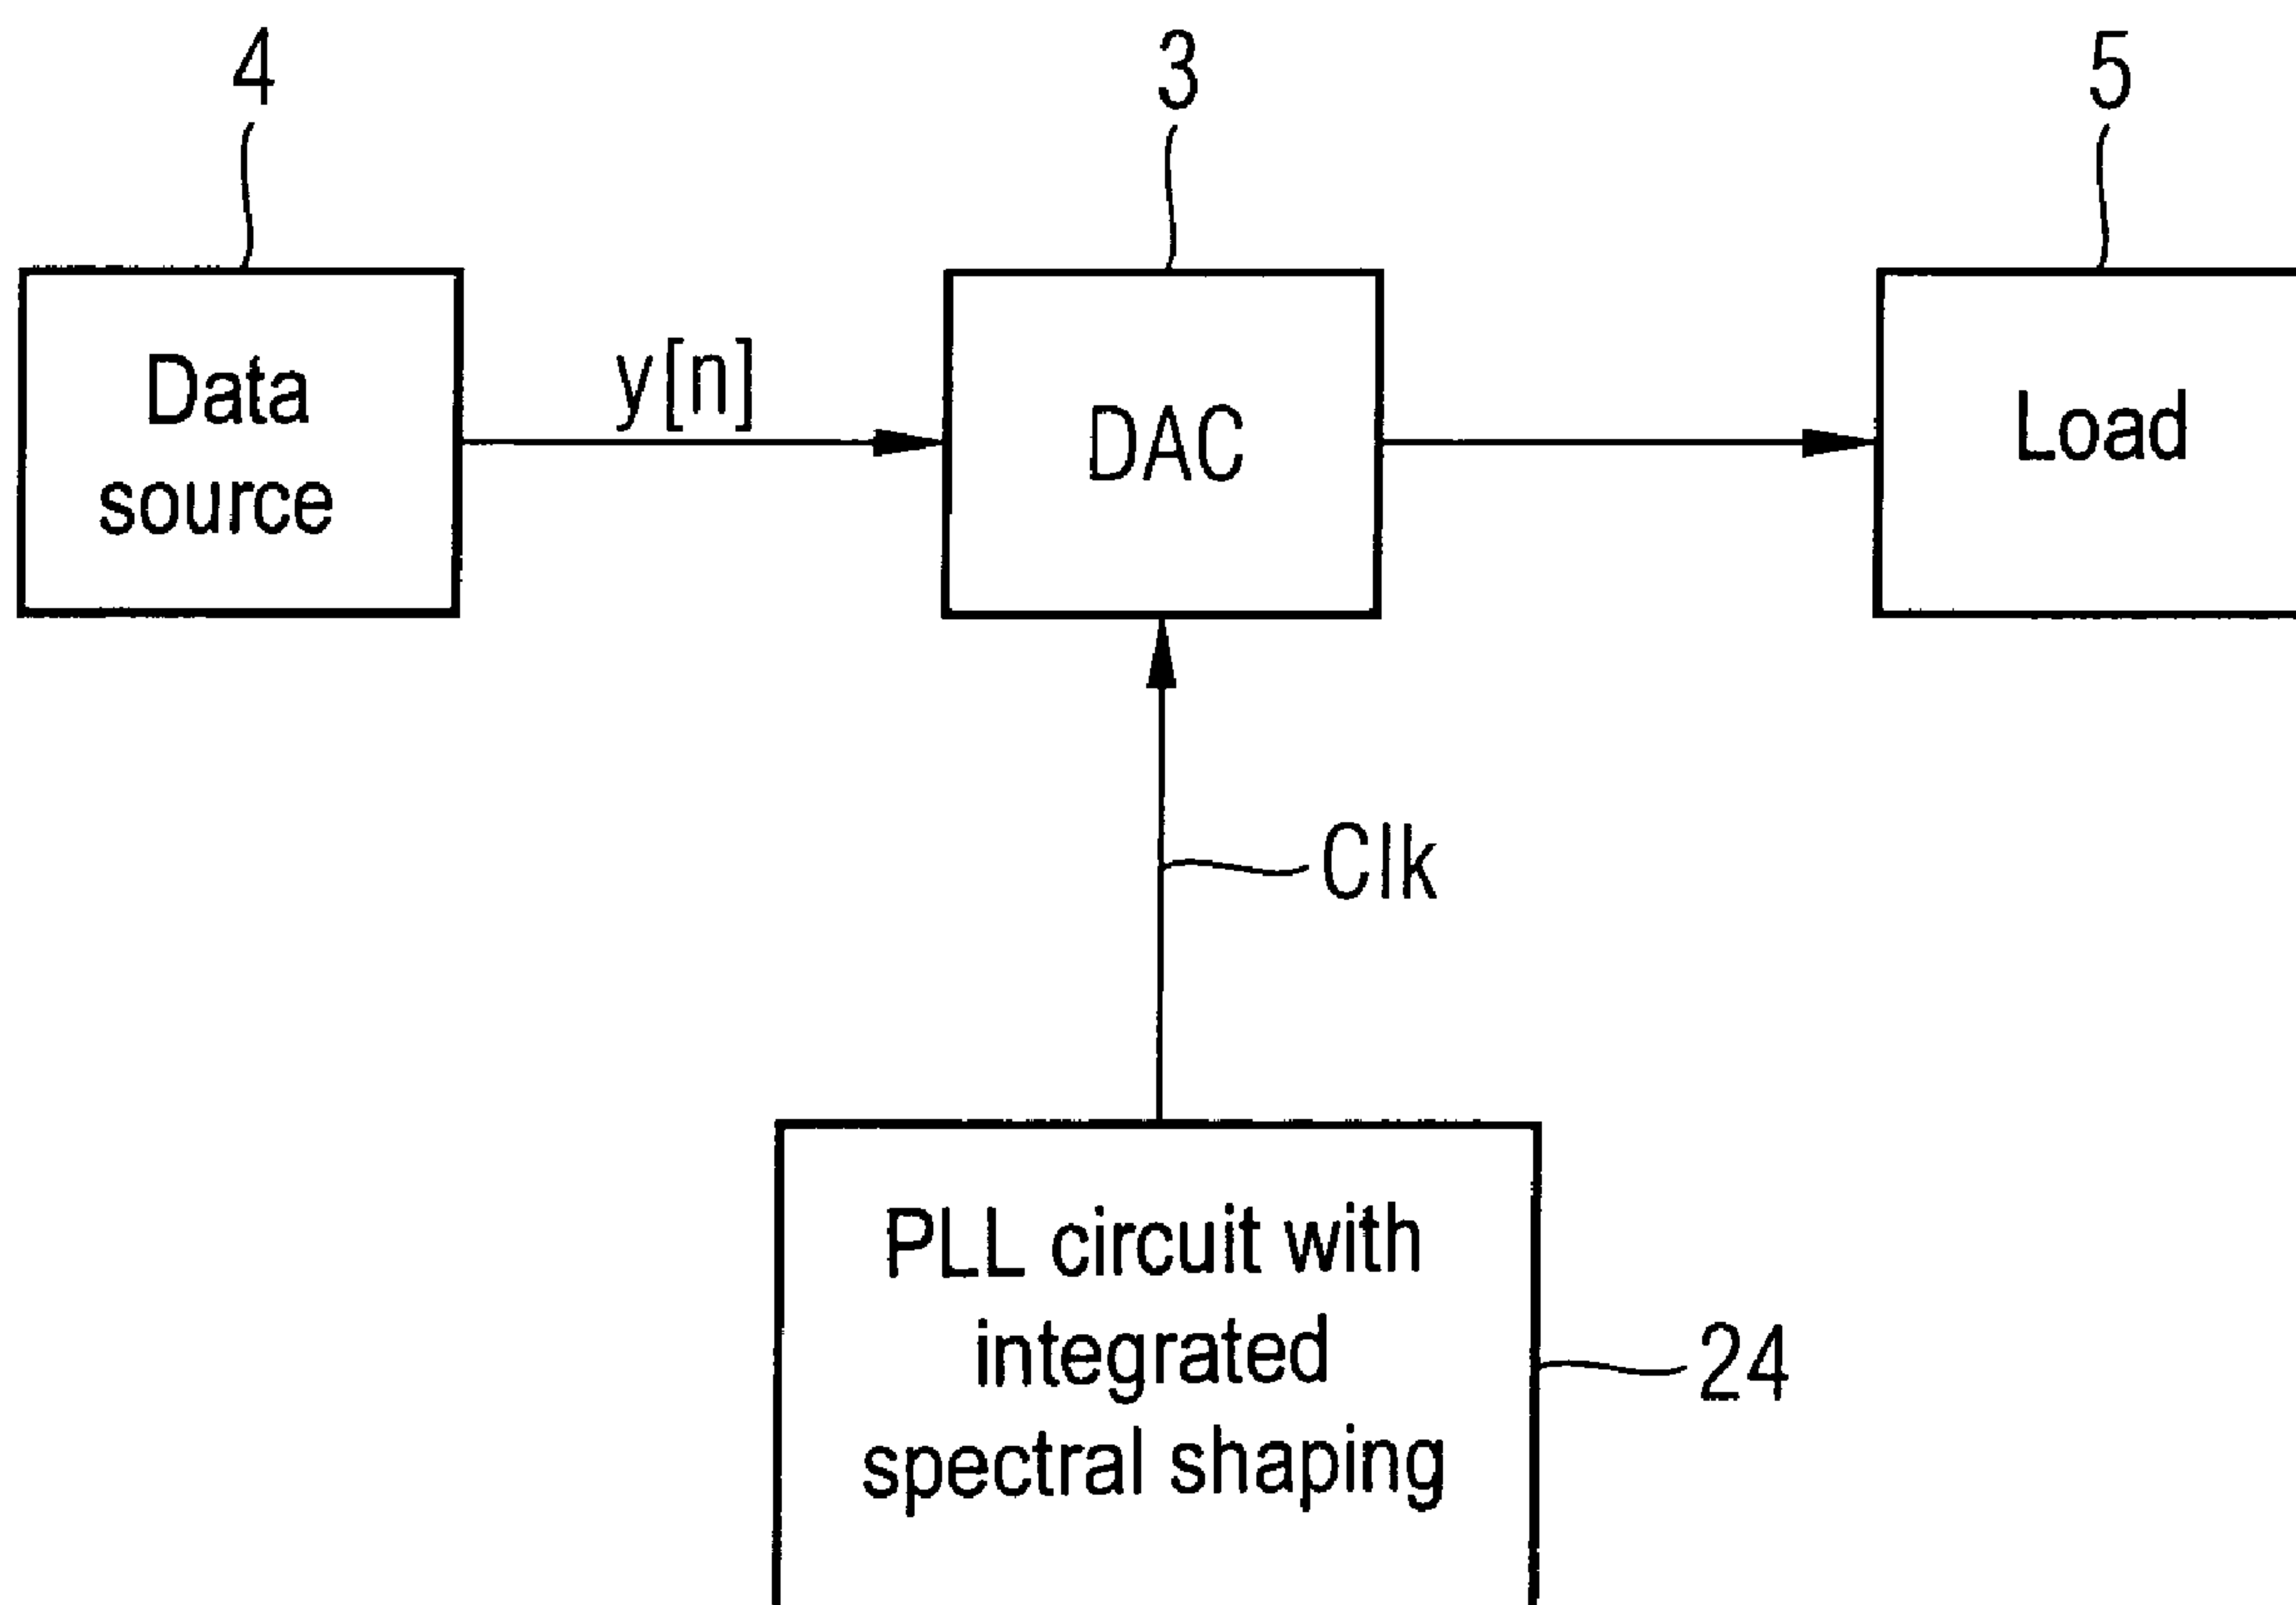 4
3
5
Data
source
y[n]
DAC
Load
Clk
PLL circuit with
integrated
spectral shaping
24